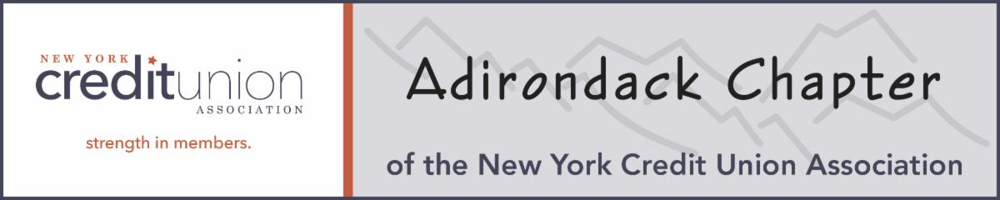 NEW YORK
creditunion
ASSOCIATION
strength in members.
Adirondack Chapter
of the New York Credit Union Association